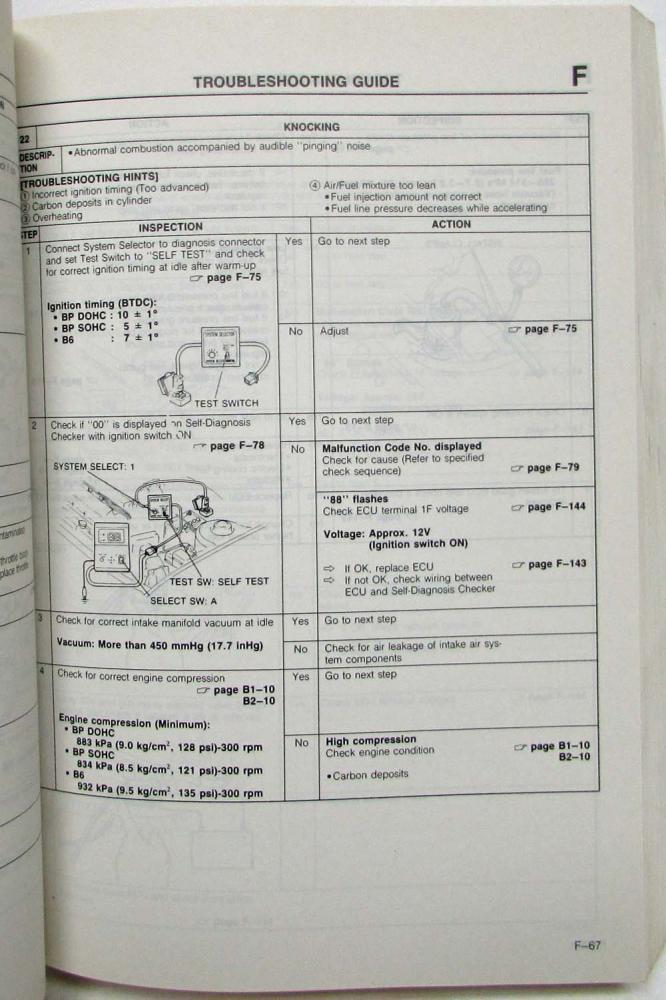 TROUBLESHOOTING GUIDE
F
22
KNOCKING
DESCRIP-
TION
• Abnormal combustion accompanied by audible "pinging" noise
[TROUBLESHOOTING HINTS]
① Incorrect ignition timing (Too advanced)
② Carbon deposits in cylinder
③ Overheating
④ Air/Fuel mixture too lean
• Fuel injection amount not correct
• Fuel line pressure decreases while accelerating
STEP
INSPECTION
ACTION
1
Connect System Selector to diagnosis connector
and set Test Switch to "SELF TEST" and check
for correct ignition timing at idle after warm-up
☞ page F–75
Ignition timing (BTDC):
• BP DOHC : 10 ± 1°
• BP SOHC : 5 ± 1°
• B6 : 7 ± 1°
SYSTEM SELECTOR
TEST SWITCH
Yes
Go to next step
No
Adjust
☞ page F–75
2
Check if "00" is displayed on Self-Diagnosis
Checker with ignition switch ON
☞ page F–78
SYSTEM SELECT: 1
TEST SW: SELF TEST
SELECT SW: A
Yes
Go to next step
No
Malfunction Code No. displayed
Check for cause (Refer to specified
check sequence) ☞ page F–79
"88" flashes
Check ECU terminal 1F voltage ☞ page F–144
Voltage: Approx. 12V
(Ignition switch ON)
⇨ If OK, replace ECU ☞ page F–143
⇨ If not OK, check wiring between
ECU and Self-Diagnosis Checker
3
Check for correct intake manifold vacuum at idle
Vacuum: More than 450 mmHg (17.7 inHg)
Yes
Go to next step
No
Check for air leakage of intake air sys-
tem components
4
Check for correct engine compression
☞ page B1–10
B2–10
Engine compression (Minimum):
• BP DOHC
883 kPa (9.0 kg/cm², 128 psi)-300 rpm
• BP SOHC
834 kPa (8.5 kg/cm², 121 psi)-300 rpm
• B6
932 kPa (9.5 kg/cm², 135 psi)-300 rpm
Yes
Go to next step
No
High compression
Check engine condition ☞ page B1–10
B2–10
• Carbon deposits
F–67